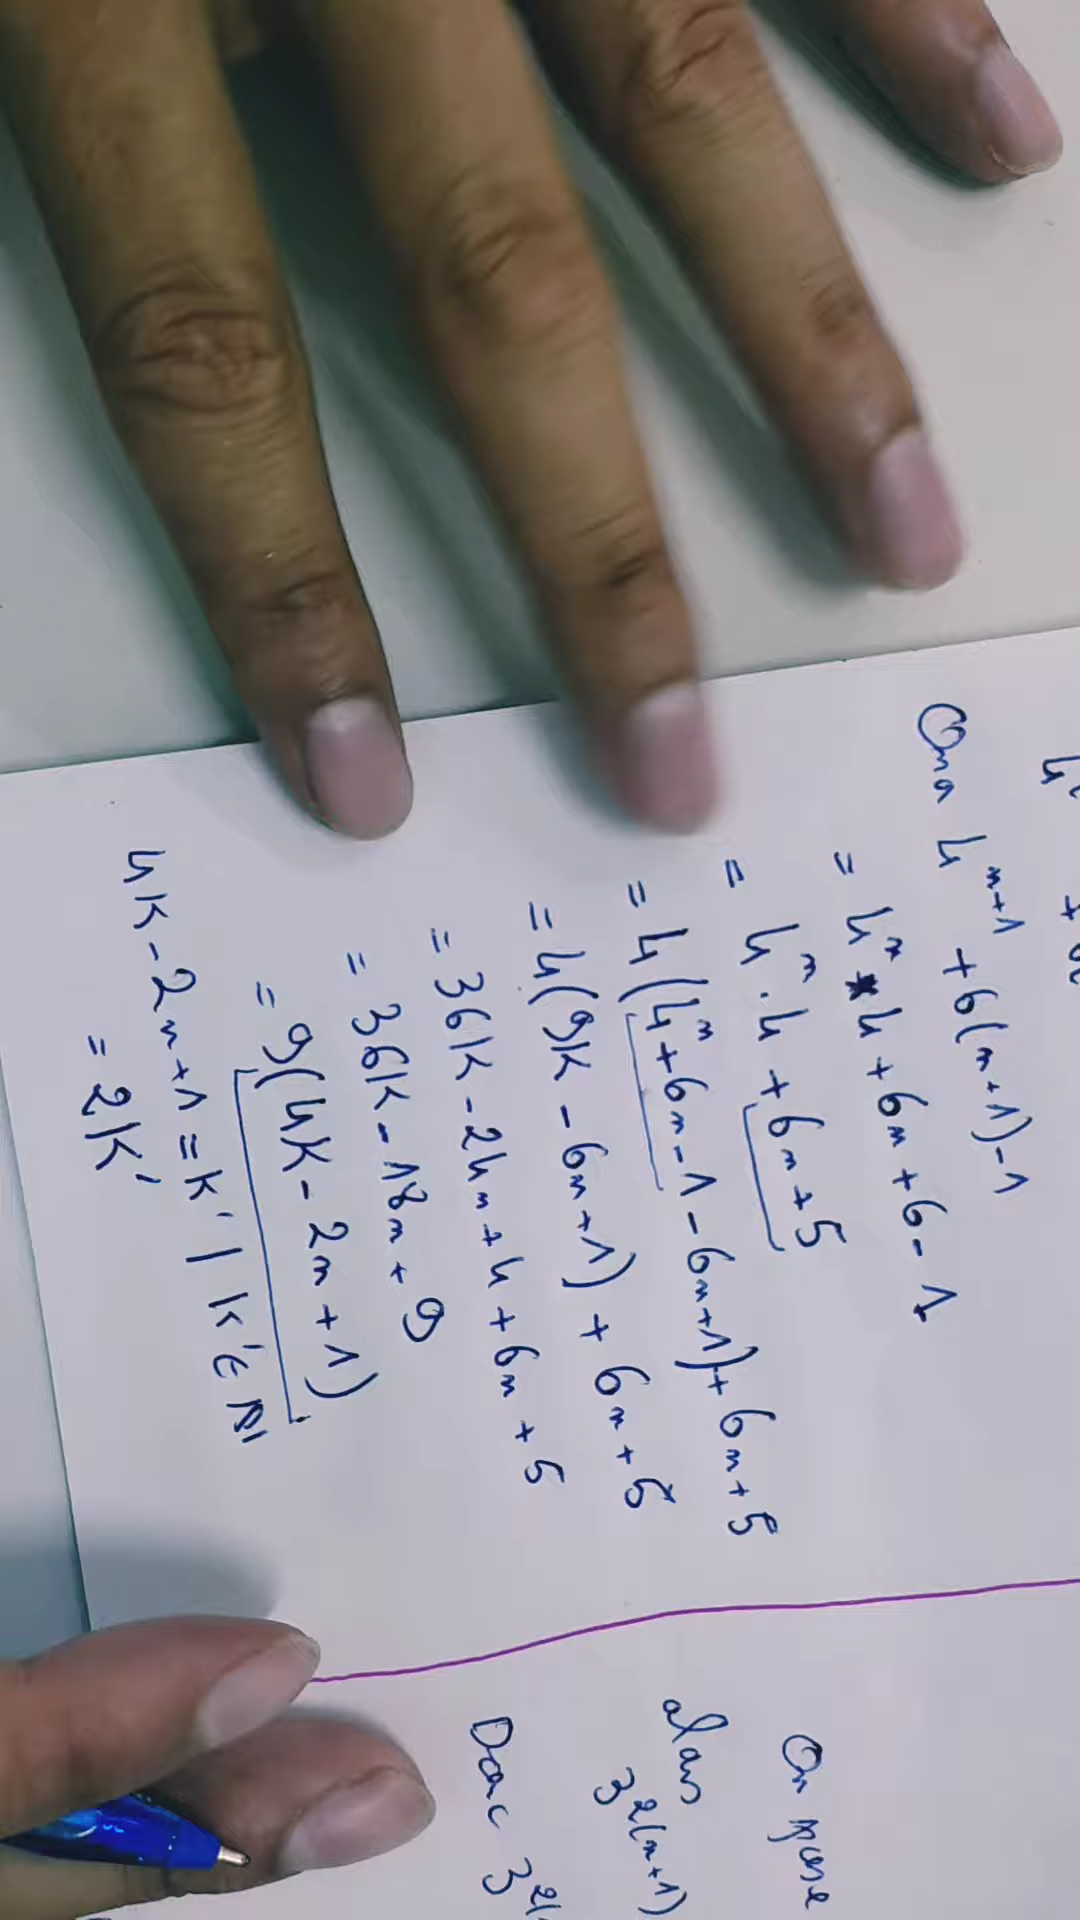 On a 4^{n+1} + 6(n+1)-1
= 4^n × 4 + 6n + 6 - 1
= 4^n . 4 + 6n + 5
= 4(4^n + 6n - 1 - 6n + 1) + 6n + 5
= 4(9K - 6n + 1) + 6n + 5
= 36K - 24n + 4 + 6n + 5
= 36K - 18n + 9
= 9(4K - 2n + 1)
4K - 2n + 1 = K' / K' ∈ ℕ
= 2K'
On pose
alors
3^{2(n+1)}
Donc 3^{2(